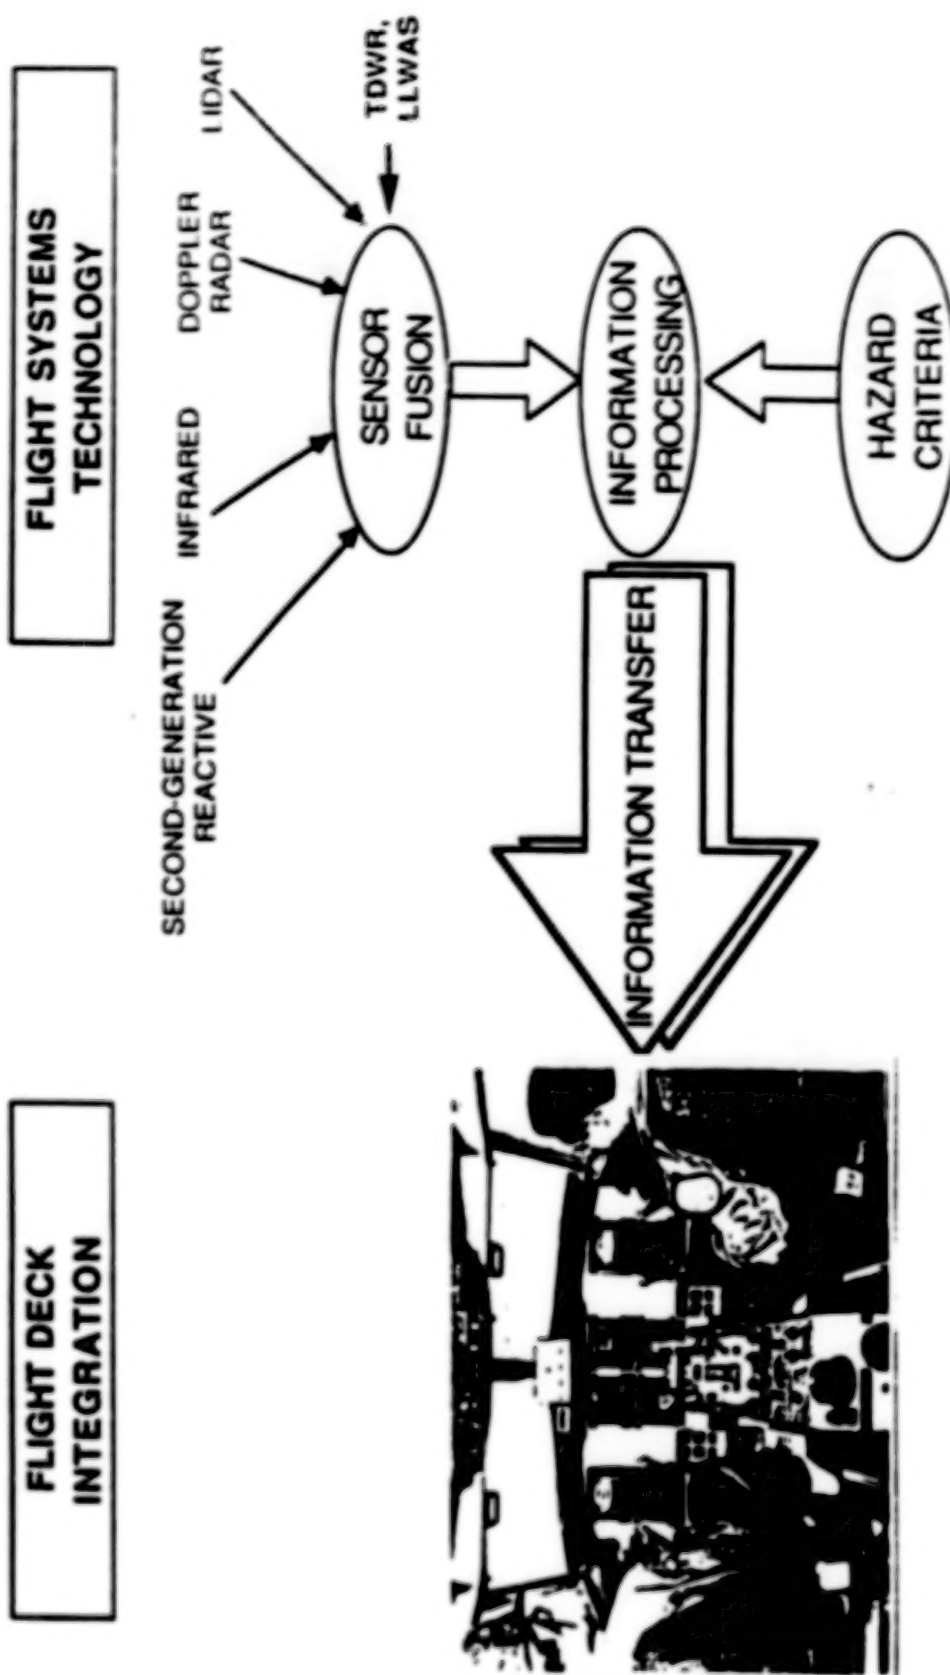 FLIGHT DECK
INTEGRATION
FLIGHT SYSTEMS
TECHNOLOGY
SECOND-GENERATION
REACTIVE
INFRARED
DOPPLER
RADAR
LIDAR
TDWR,
LLWAS
SENSOR
FUSION
INFORMATION TRANSFER
INFORMATION
PROCESSING
HAZARD
CRITERIA